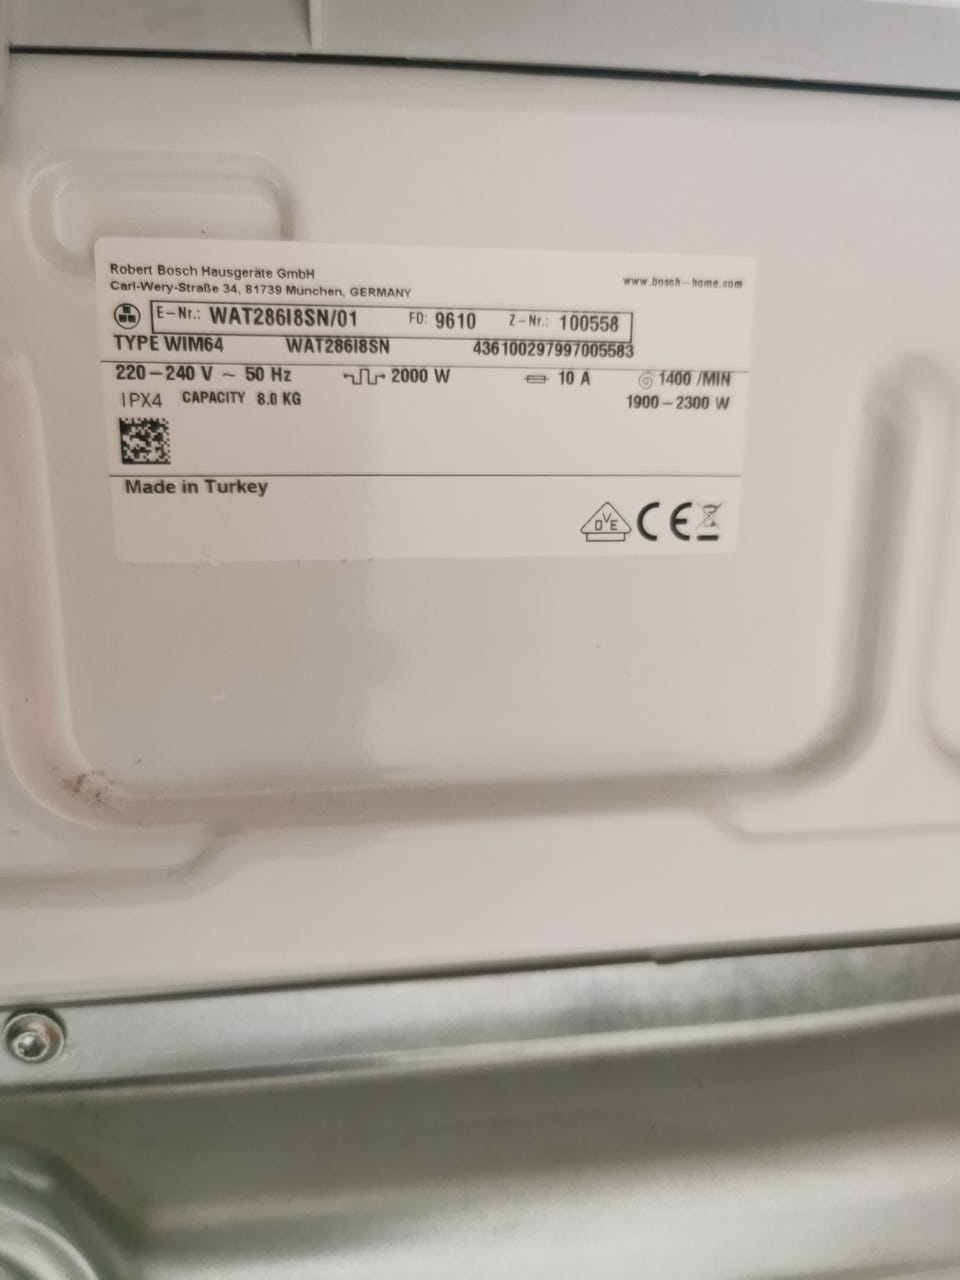 Robert Bosch Hausgeräte GmbH
Carl-Wery-Straße 34, 81739 München, GERMANY
www.bosch-home.com
E-Nr.: WAT286I8SN/01 FD: 9610 Z-Nr.: 100558
TYPE WIM64 WAT286I8SN 436100297997005583
220-240 V ~ 50 Hz 2000 W 10 A 1400 /MIN
IPX4 CAPACITY 8.0 KG 1900-2300 W
Made in Turkey
DVE CE